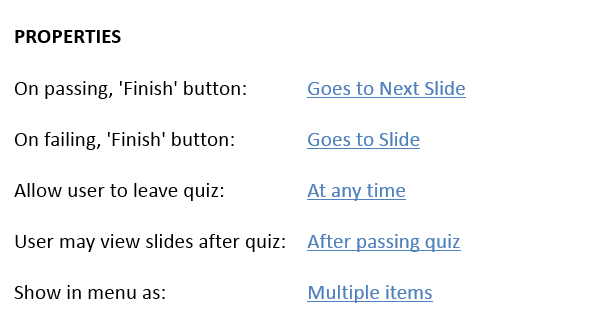 PROPERTIES
On passing, 'Finish' button: Goes to Next Slide
On failing, 'Finish' button: Goes to Slide
Allow user to leave quiz: At any time
User may view slides after quiz: After passing quiz
Show in menu as: Multiple items